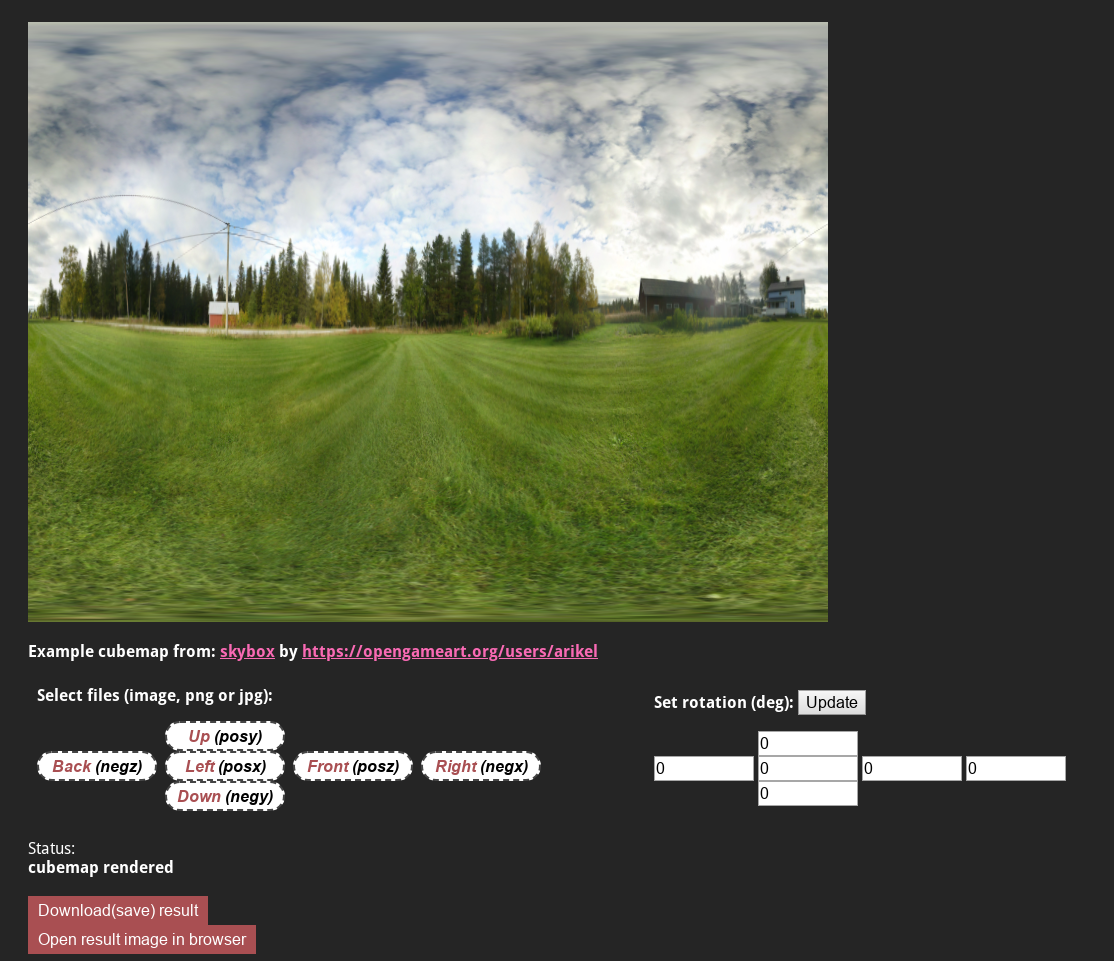 Example cubemap from: skybox by https://opengameart.org/users/arikel
Select files (image, png or jpg):
Up (posy)
Back (negz) Left (posx) Front (posz) Right (negx)
Down (negy)
Set rotation (deg): Update
0
0 0 0 0
0
Status:
cubemap rendered
Download(save) result
Open result image in browser